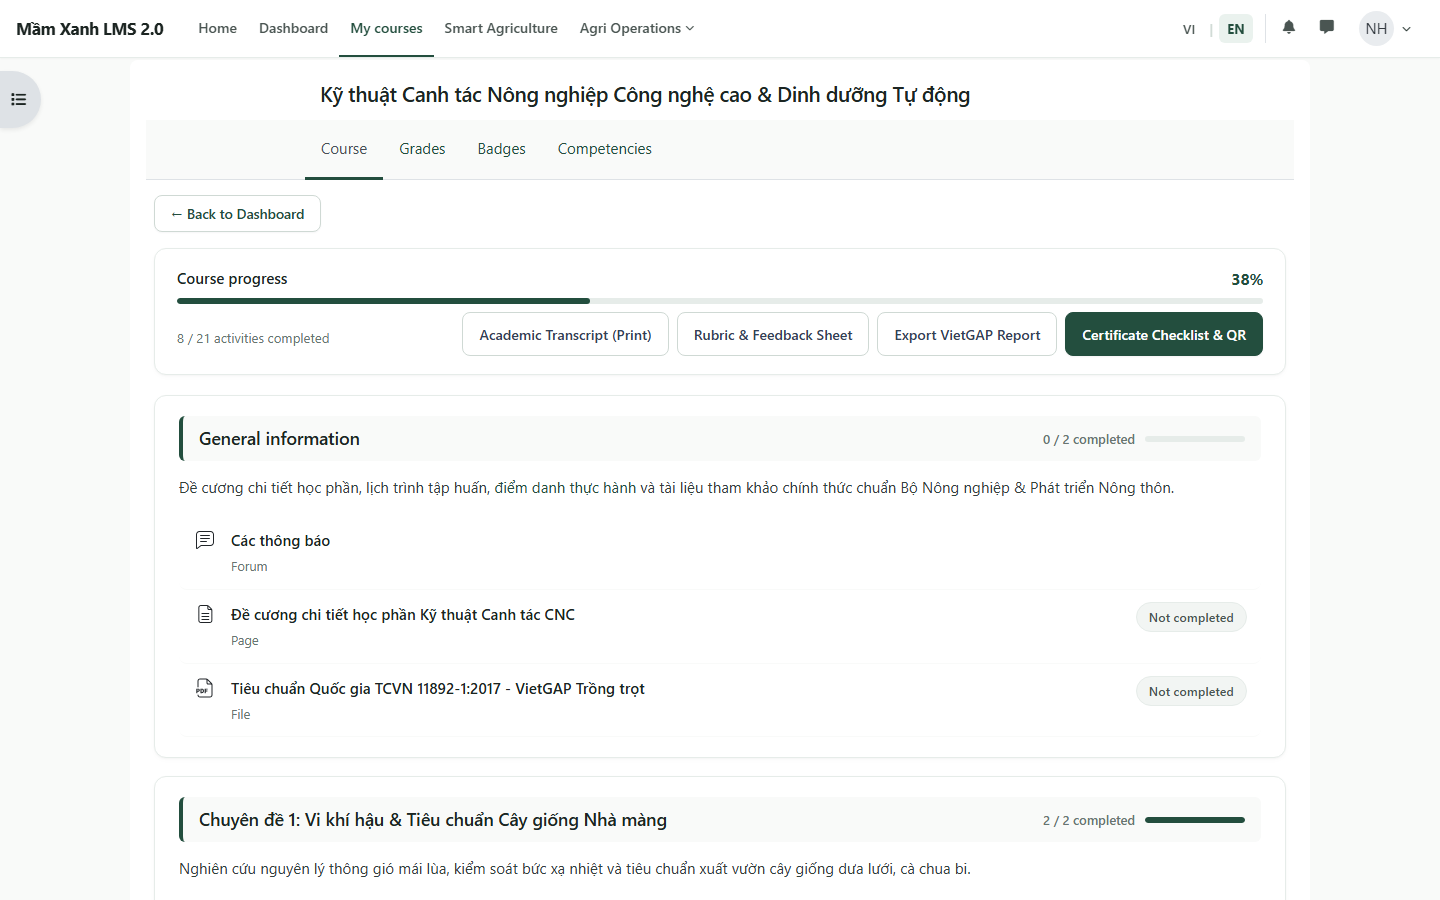 Mầm Xanh LMS 2.0
Home
Dashboard
My courses
Smart Agriculture
Agri Operations
VI | EN
NH
Kỹ thuật Canh tác Nông nghiệp Công nghệ cao & Dinh dưỡng Tự động
Course
Grades
Badges
Competencies
← Back to Dashboard
Course progress
38%
8 / 21 activities completed
Academic Transcript (Print)
Rubric & Feedback Sheet
Export VietGAP Report
Certificate Checklist & QR
General information
0 / 2 completed
Đề cương chi tiết học phần, lịch trình tập huấn, điểm danh thực hành và tài liệu tham khảo chính thức chuẩn Bộ Nông nghiệp & Phát triển Nông thôn.
Các thông báo
Forum
Đề cương chi tiết học phần Kỹ thuật Canh tác CNC
Not completed
Page
PDF
Tiêu chuẩn Quốc gia TCVN 11892-1:2017 - VietGAP Trồng trọt
Not completed
File
Chuyên đề 1: Vi khí hậu & Tiêu chuẩn Cây giống Nhà màng
2 / 2 completed
Nghiên cứu nguyên lý thông gió mái lùa, kiểm soát bức xạ nhiệt và tiêu chuẩn xuất vườn cây giống dưa lưới, cà chua bi.